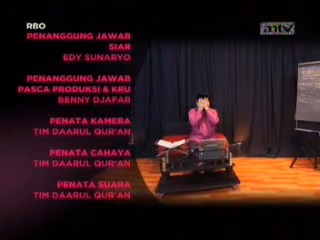 RBO
PENANGGUNG JAWAB
SIAR
EDY SUNARYO
PENANGGUNG JAWAB
PASCA PRODUKSI & KRU
BENNY DJAFAR
PENATA KAMERA
TIM DAARUL QUR'AN
PENATA CAHAYA
TIM DAARUL QUR'AN
PENATA SUARA
TIM DAARUL QUR'AN
antv